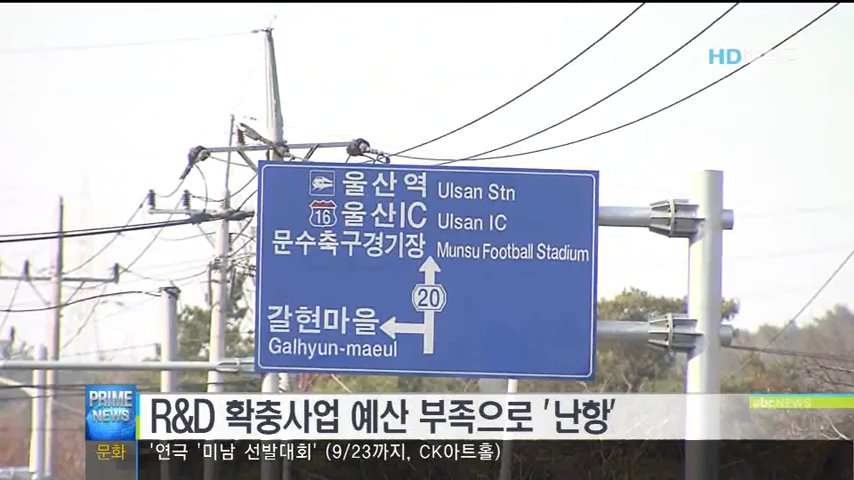 HD
울산역 Ulsan Stn
16 울산IC Ulsan IC
문수축구경기장 Munsu Football Stadium
20
갈현마을
Galhyun-maeul
PRIME NEWS
R&D 확충사업 예산 부족으로 '난항'
ubcNEWS
문화 '연극 '미남 선발대회' (9/23까지, CK아트홀)